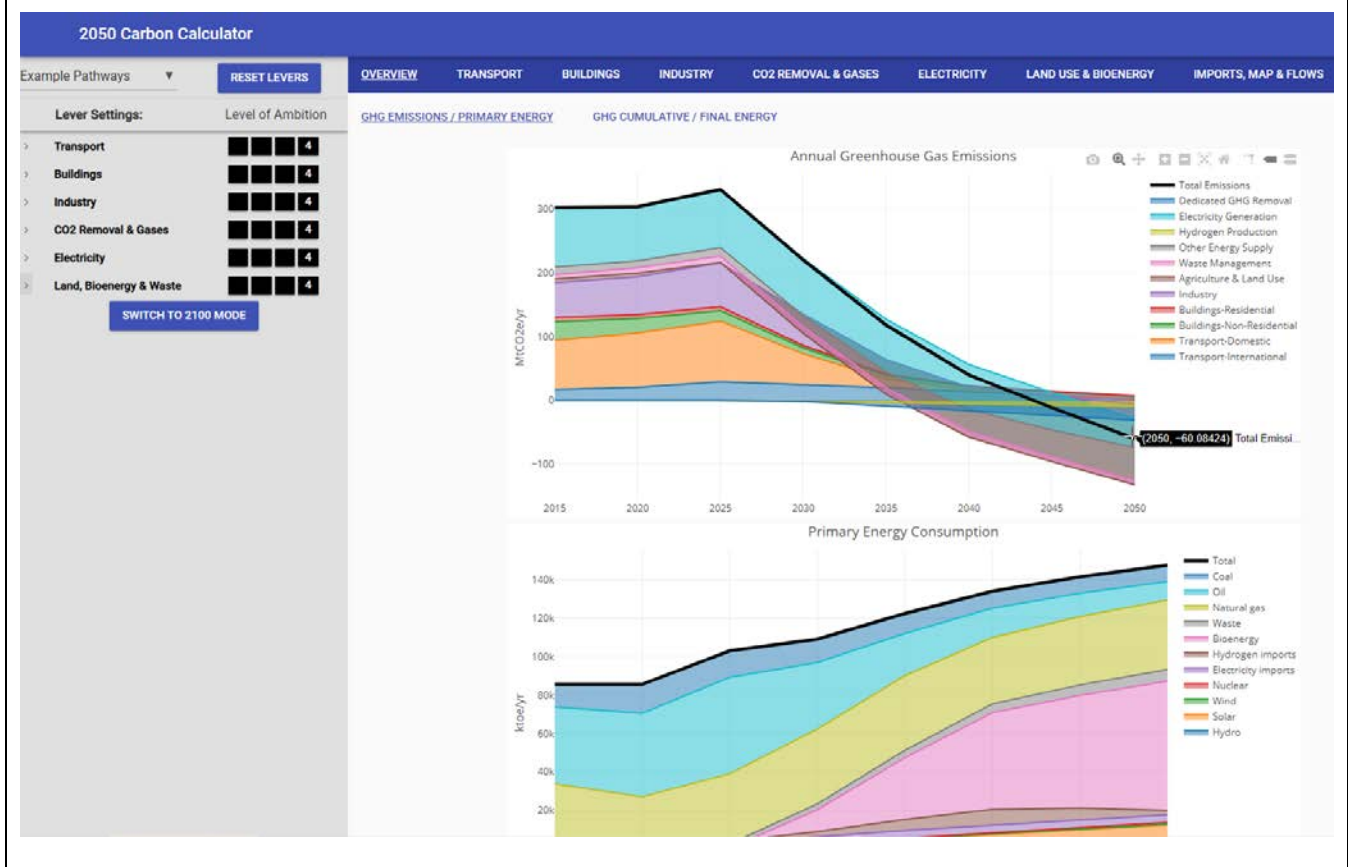 2050 Carbon Calculator
Example Pathways ▼
RESET LEVERS
OVERVIEW TRANSPORT BUILDINGS INDUSTRY CO2 REMOVAL & GASES ELECTRICITY LAND USE & BIOENERGY IMPORTS, MAP & FLOWS
Lever Settings: Level of Ambition
GHG EMISSIONS / PRIMARY ENERGY GHG CUMULATIVE / FINAL ENERGY
Transport 4
Buildings 4
Industry 4
CO2 Removal & Gases 4
Electricity 4
Land, Bioenergy & Waste 4
SWITCH TO 2100 MODE
Annual Greenhouse Gas Emissions
Total Emissions
Dedicated GHG Removal
Electricity Generation
Hydrogen Production
Other Energy Supply
Waste Management
Agriculture & Land Use
Industry
Buildings-Residential
Buildings-Non-Residential
Transport-Domestic
Transport-International
MtCO2e/yr
300
200
100
0
−100
(2050, −60.08424) Total Emissi...
2015 2020 2025 2030 2035 2040 2045 2050
Primary Energy Consumption
Total
Coal
Oil
Natural gas
Waste
Bioenergy
Hydrogen imports
Electricity imports
Nuclear
Wind
Solar
Hydro
ktoe/yr
140k
120k
100k
80k
60k
40k
20k